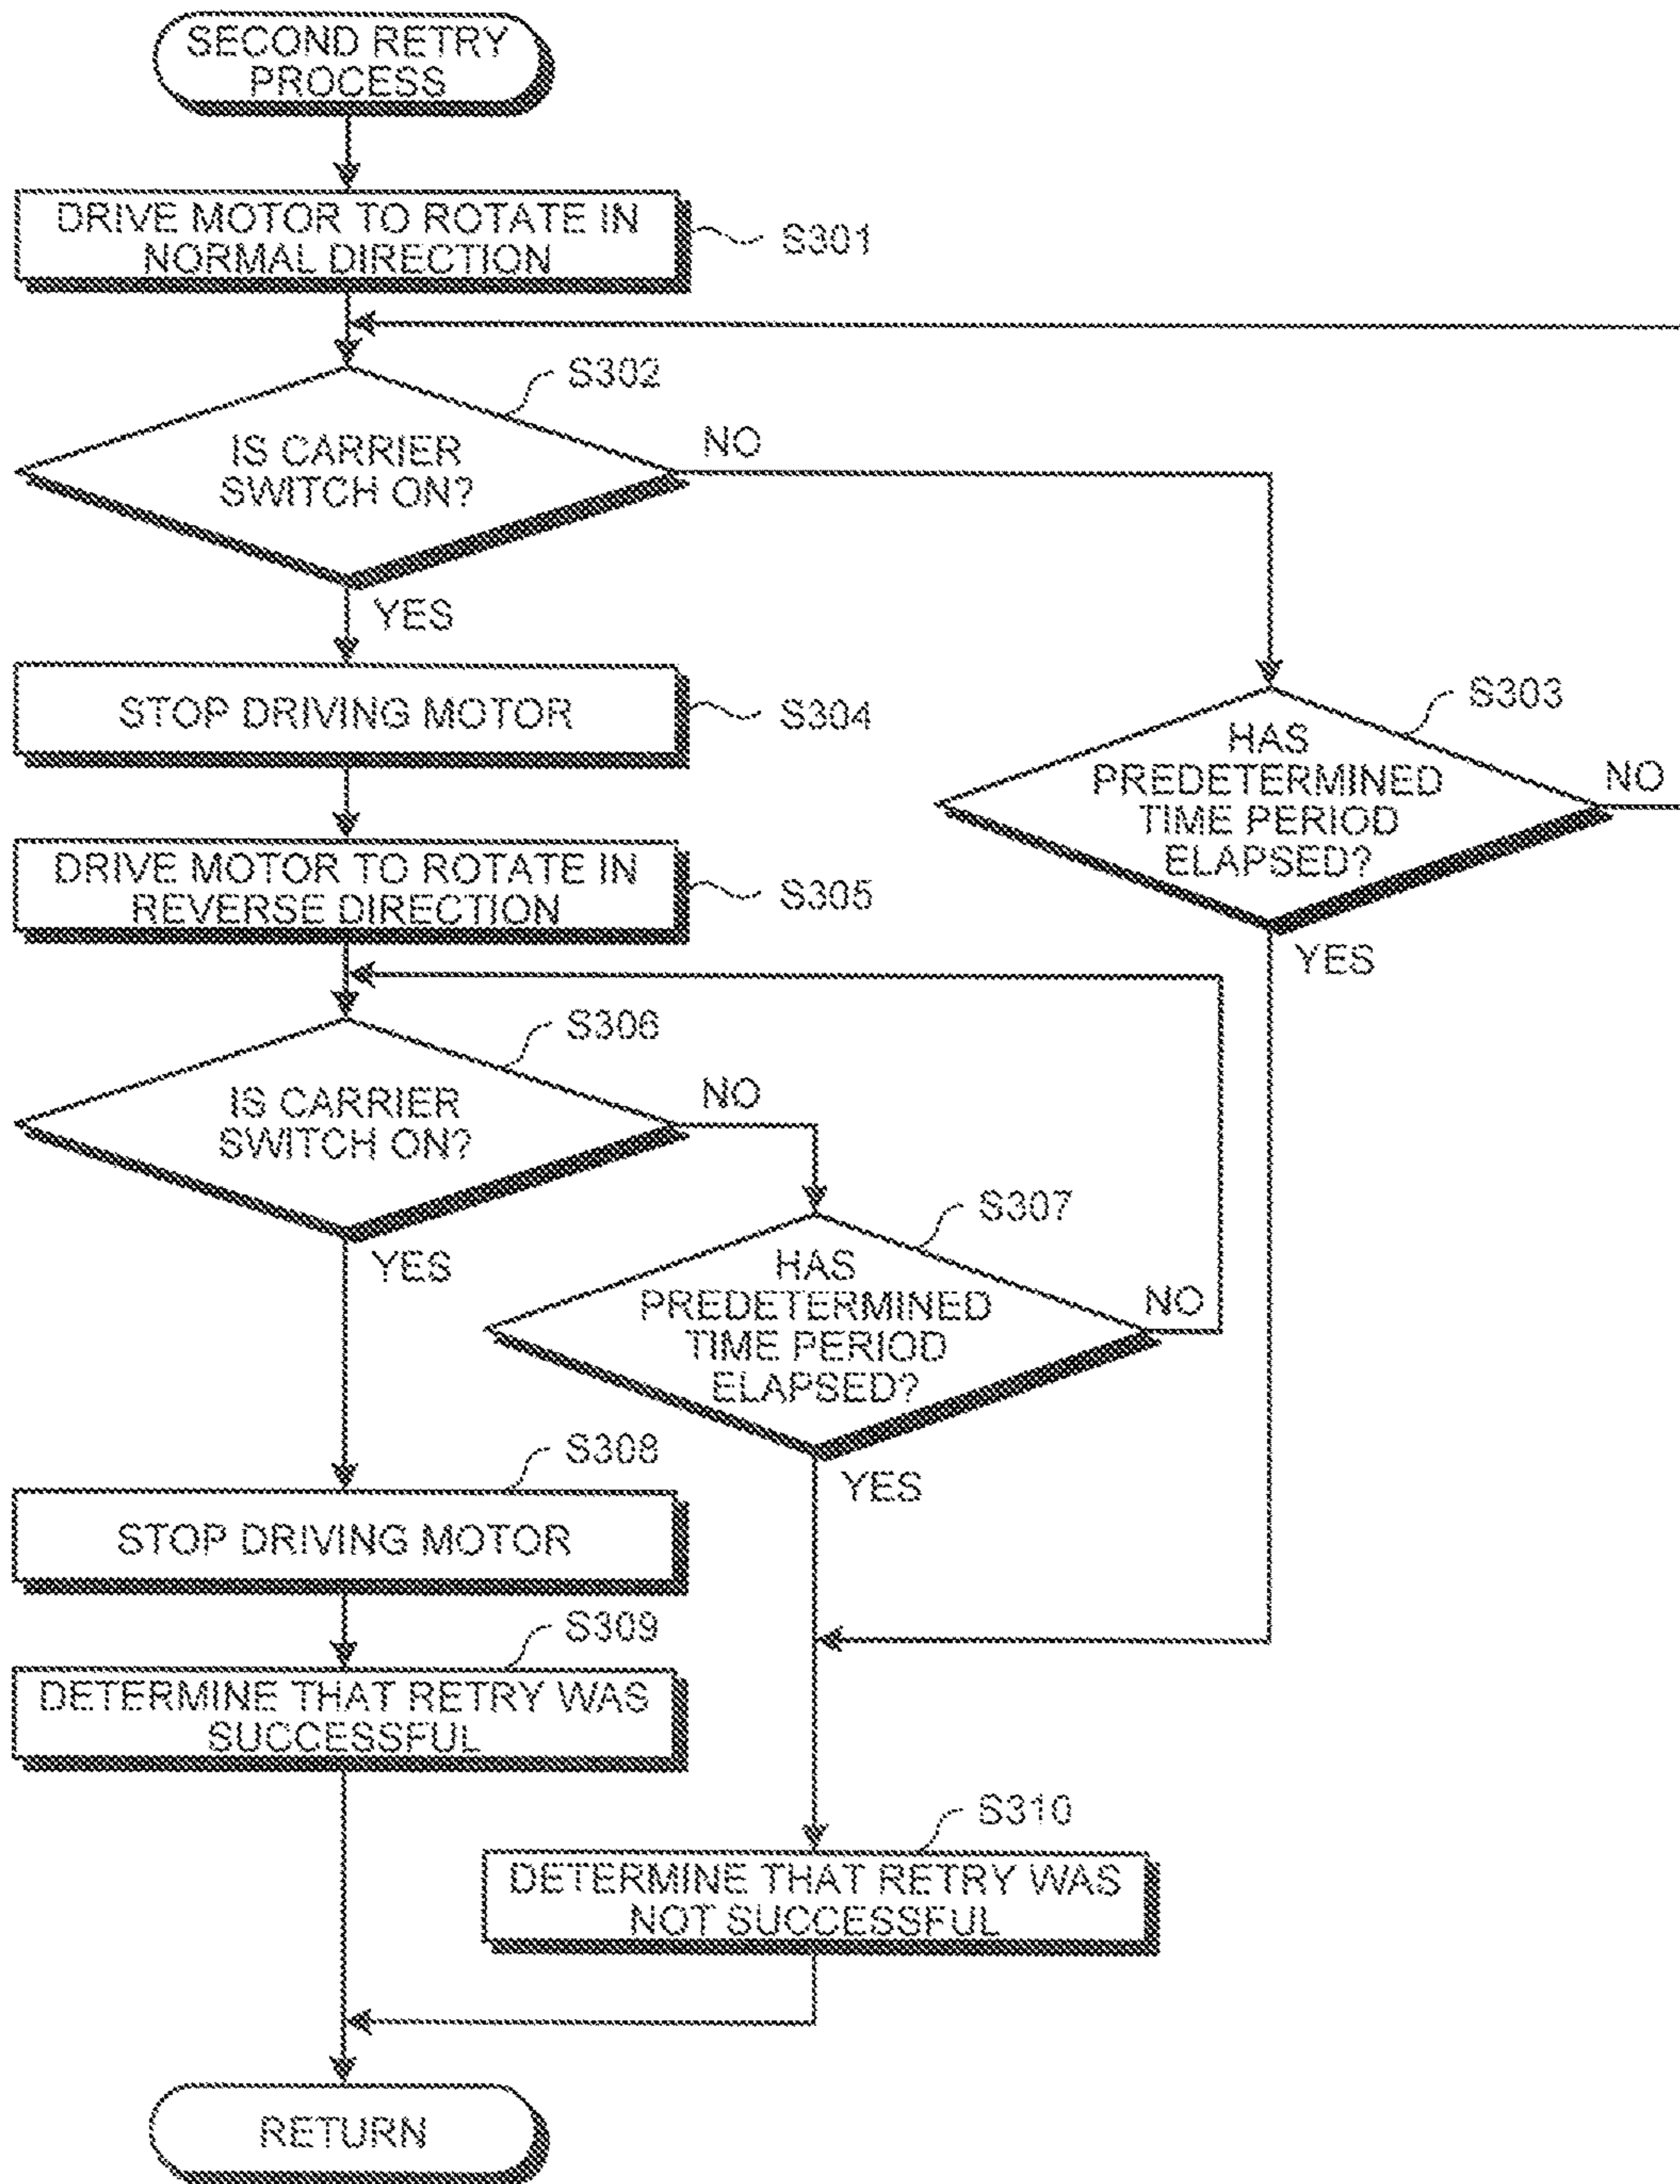 SECOND RETRY
PROCESS
DRIVE MOTOR TO ROTATE IN
NORMAL DIRECTION
S301
S302
IS CARRIER
SWITCH ON?
NO
YES
S303
HAS
PREDETERMINED
TIME PERIOD
ELAPSED?
NO
YES
STOP DRIVING MOTOR
S304
DRIVE MOTOR TO ROTATE IN
REVERSE DIRECTION
S305
S306
IS CARRIER
SWITCH ON?
NO
YES
S307
HAS
PREDETERMINED
TIME PERIOD
ELAPSED?
NO
YES
S308
STOP DRIVING MOTOR
S309
DETERMINE THAT RETRY WAS
SUCCESSFUL
S310
DETERMINE THAT RETRY WAS
NOT SUCCESSFUL
RETURN